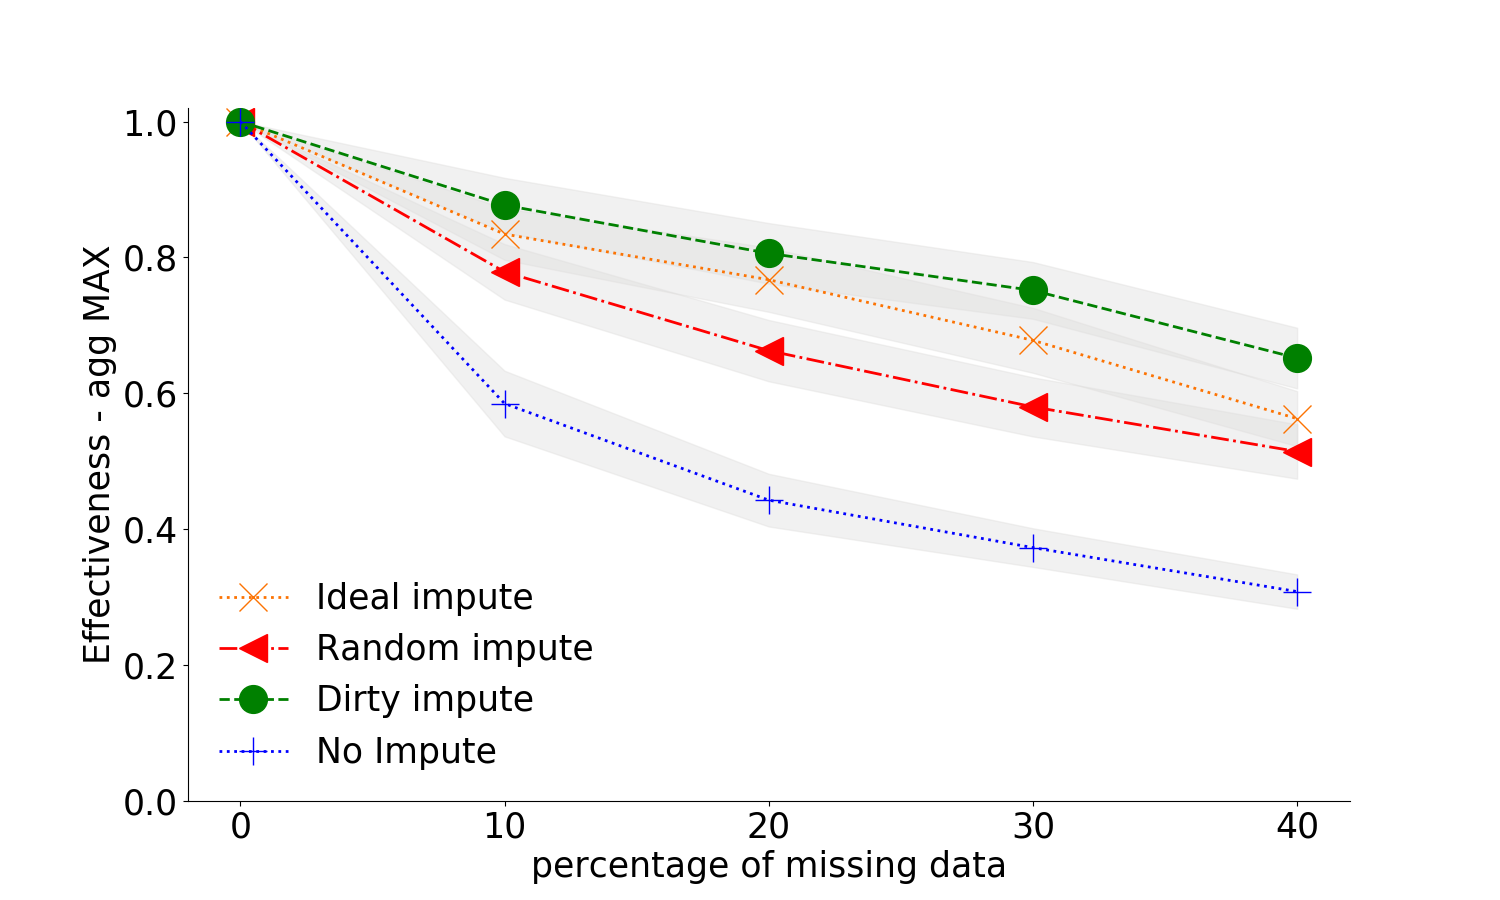 Effectiveness - agg MAX
1.0
0.8
0.6
0.4
0.2
0.0
Ideal impute
Random impute
Dirty impute
No Impute
0 10 20 30 40
percentage of missing data